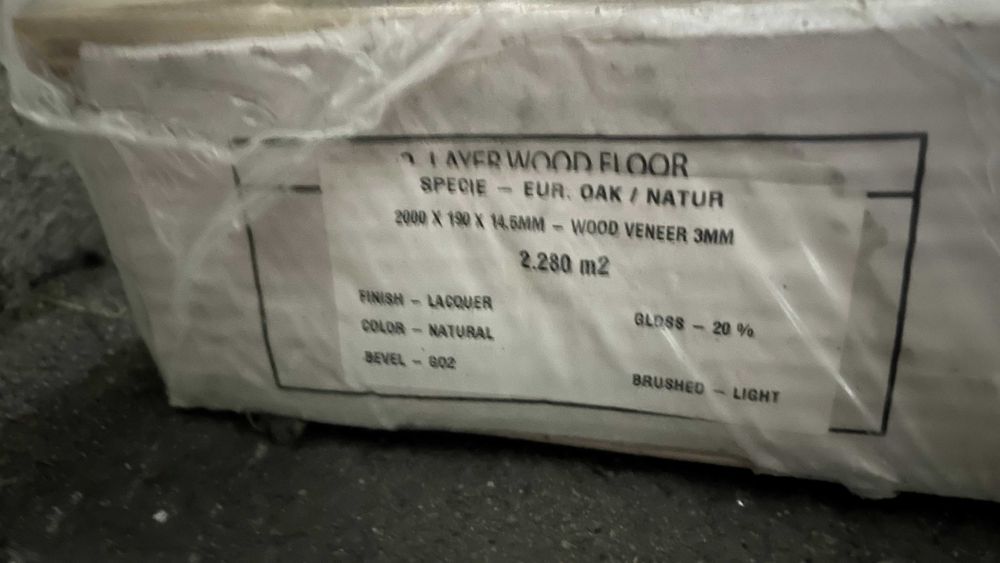 LAYER WOOD FLOOR
SPECIE – EUR. OAK / NATUR
2000 X 190 X 14.5MM – WOOD VENEER 3MM
2.280 m2
FINISH – LACQUER
GLOSS – 20 %
COLOR – NATURAL
BEVEL – GO2
BRUSHED – LIGHT